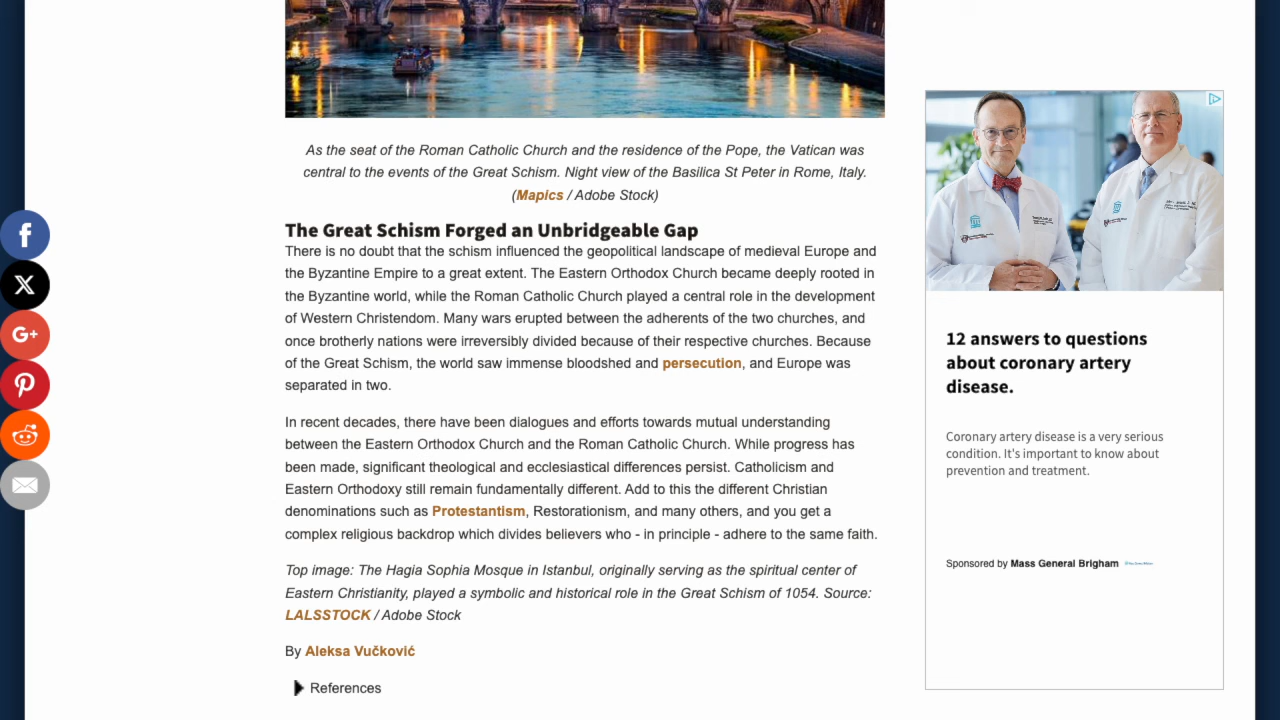 As the seat of the Roman Catholic Church and the residence of the Pope, the Vatican was
central to the events of the Great Schism. Night view of the Basilica St Peter in Rome, Italy.
(Mapics / Adobe Stock)
The Great Schism Forged an Unbridgeable Gap
There is no doubt that the schism influenced the geopolitical landscape of medieval Europe and
the Byzantine Empire to a great extent. The Eastern Orthodox Church became deeply rooted in
the Byzantine world, while the Roman Catholic Church played a central role in the development
of Western Christendom. Many wars erupted between the adherents of the two churches, and
once brotherly nations were irreversibly divided because of their respective churches. Because
of the Great Schism, the world saw immense bloodshed and persecution, and Europe was
separated in two.
In recent decades, there have been dialogues and efforts towards mutual understanding
between the Eastern Orthodox Church and the Roman Catholic Church. While progress has
been made, significant theological and ecclesiastical differences persist. Catholicism and
Eastern Orthodoxy still remain fundamentally different. Add to this the different Christian
denominations such as Protestantism, Restorationism, and many others, and you get a
complex religious backdrop which divides believers who - in principle - adhere to the same faith.
Top image: The Hagia Sophia Mosque in Istanbul, originally serving as the spiritual center of
Eastern Christianity, played a symbolic and historical role in the Great Schism of 1054. Source:
LALSSTOCK / Adobe Stock
By Aleksa Vučković
References
12 answers to questions
about coronary artery
disease.
Coronary artery disease is a very serious
condition. It's important to know about
prevention and treatment.
Sponsored by Mass General Brigham